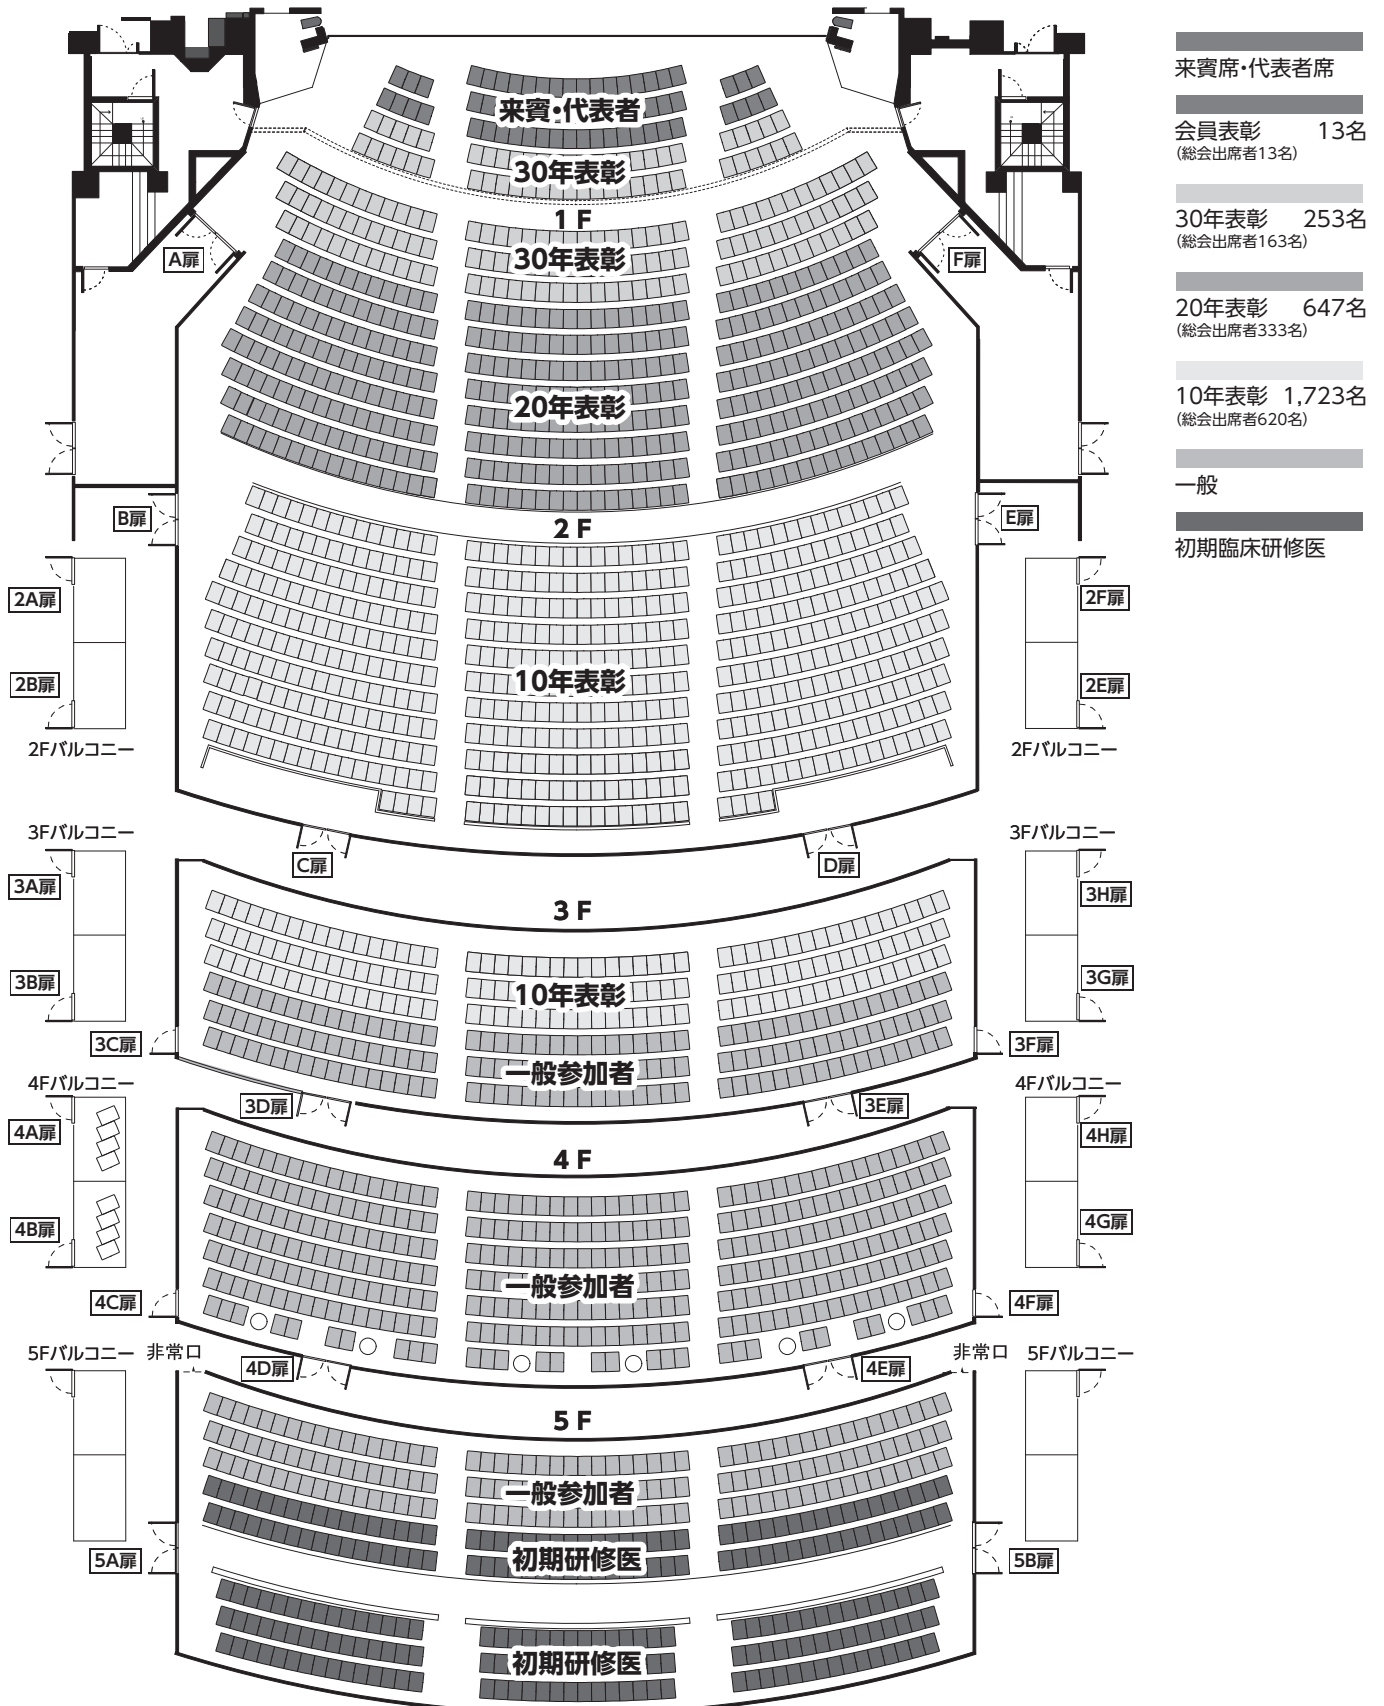 来賓・代表者
30年表彰
1F
30年表彰
A扉
F扉
20年表彰
B扉
E扉
2F
2A扉
2F扉
10年表彰
2B扉
2E扉
2Fバルコニー
2Fバルコニー
3Fバルコニー
3Fバルコニー
C扉
D扉
3A扉
3H扉
3F
3B扉
3G扉
10年表彰
3C扉
3F扉
一般参加者
4Fバルコニー
4Fバルコニー
3D扉
3E扉
4A扉
4H扉
4F
4B扉
4G扉
一般参加者
4C扉
4F扉
5Fバルコニー
非常口
非常口
5Fバルコニー
4D扉
4E扉
5F
一般参加者
5A扉
5B扉
初期研修医
初期研修医
来賓席・代表者席
会員表彰 13名
(総会出席者13名)
30年表彰 253名
(総会出席者163名)
20年表彰 647名
(総会出席者333名)
10年表彰 1,723名
(総会出席者620名)
一般
初期臨床研修医